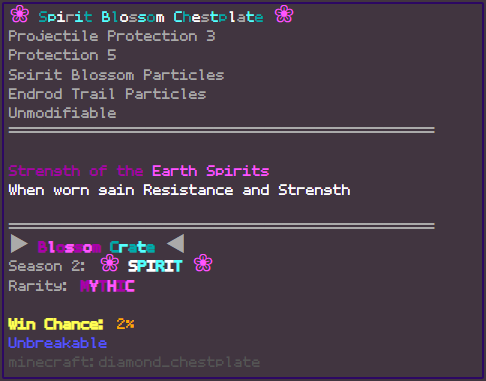 ❀ Spirit Blossom Chestplate ❀
Projectile Protection 3
Protection 5
Spirit Blossom Particles
Endrod Trail Particles
Unmodifiable
Strength of the Earth Spirits
When worn gain Resistance and Strength
▶ Blossom Crate ◀
Season 2: ❀ SPIRIT ❀
Rarity: MYTHIC
Win Chance: 2%
Unbreakable
minecraft:diamond_chestplate